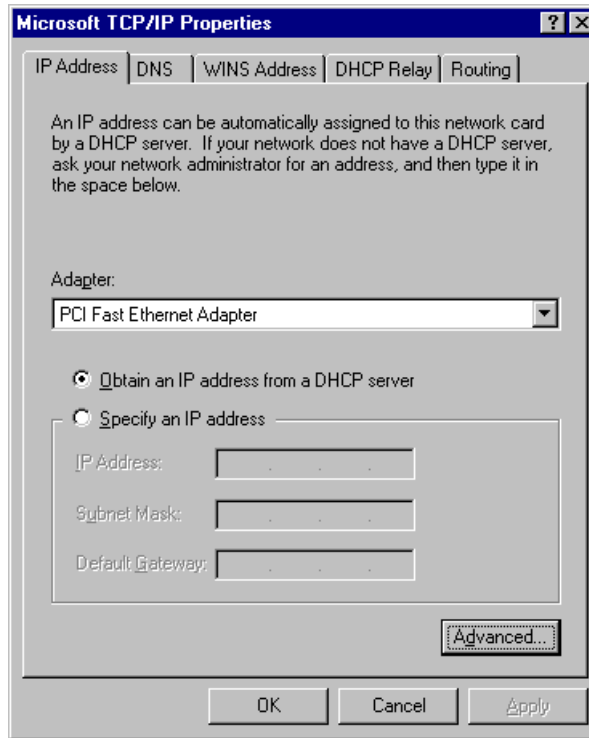 Microsoft TCP/IP Properties
IP Address DNS WINS Address DHCP Relay Routing
An IP address can be automatically assigned to this network card
by a DHCP server. If your network does not have a DHCP server,
ask your network administrator for an address, and then type it in
the space below.
Adapter:
PCI Fast Ethernet Adapter
Obtain an IP address from a DHCP server
Specify an IP address
IP Address:
Subnet Mask:
Default Gateway:
Advanced...
OK Cancel Apply